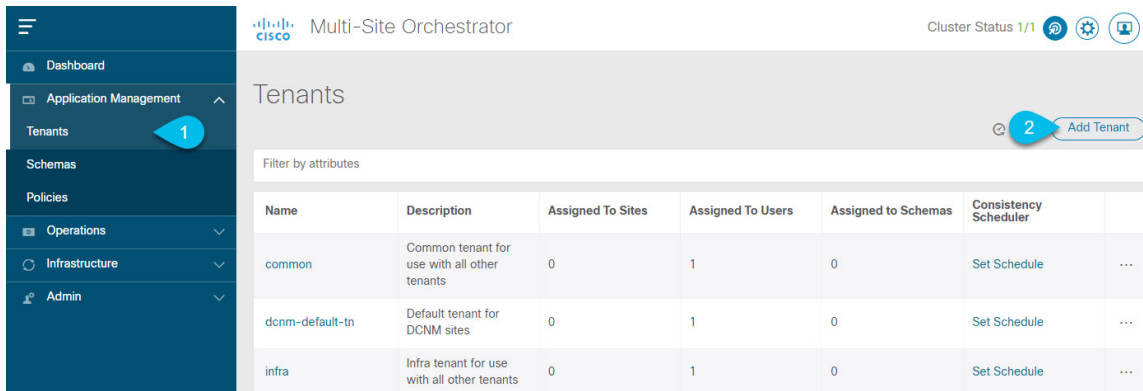 cisco Multi-Site Orchestrator
Cluster Status 1/1
Dashboard
Application Management
Tenants
1
Schemas
Policies
Operations
Infrastructure
Admin
Tenants
2
Add Tenant
Filter by attributes
Name Description Assigned To Sites Assigned To Users Assigned to Schemas Consistency Scheduler
common Common tenant for use with all other tenants 0 1 0 Set Schedule ...
dcnm-default-tn Default tenant for DCNM sites 0 1 0 Set Schedule ...
infra Infra tenant for use with all other tenants 0 1 0 Set Schedule ...